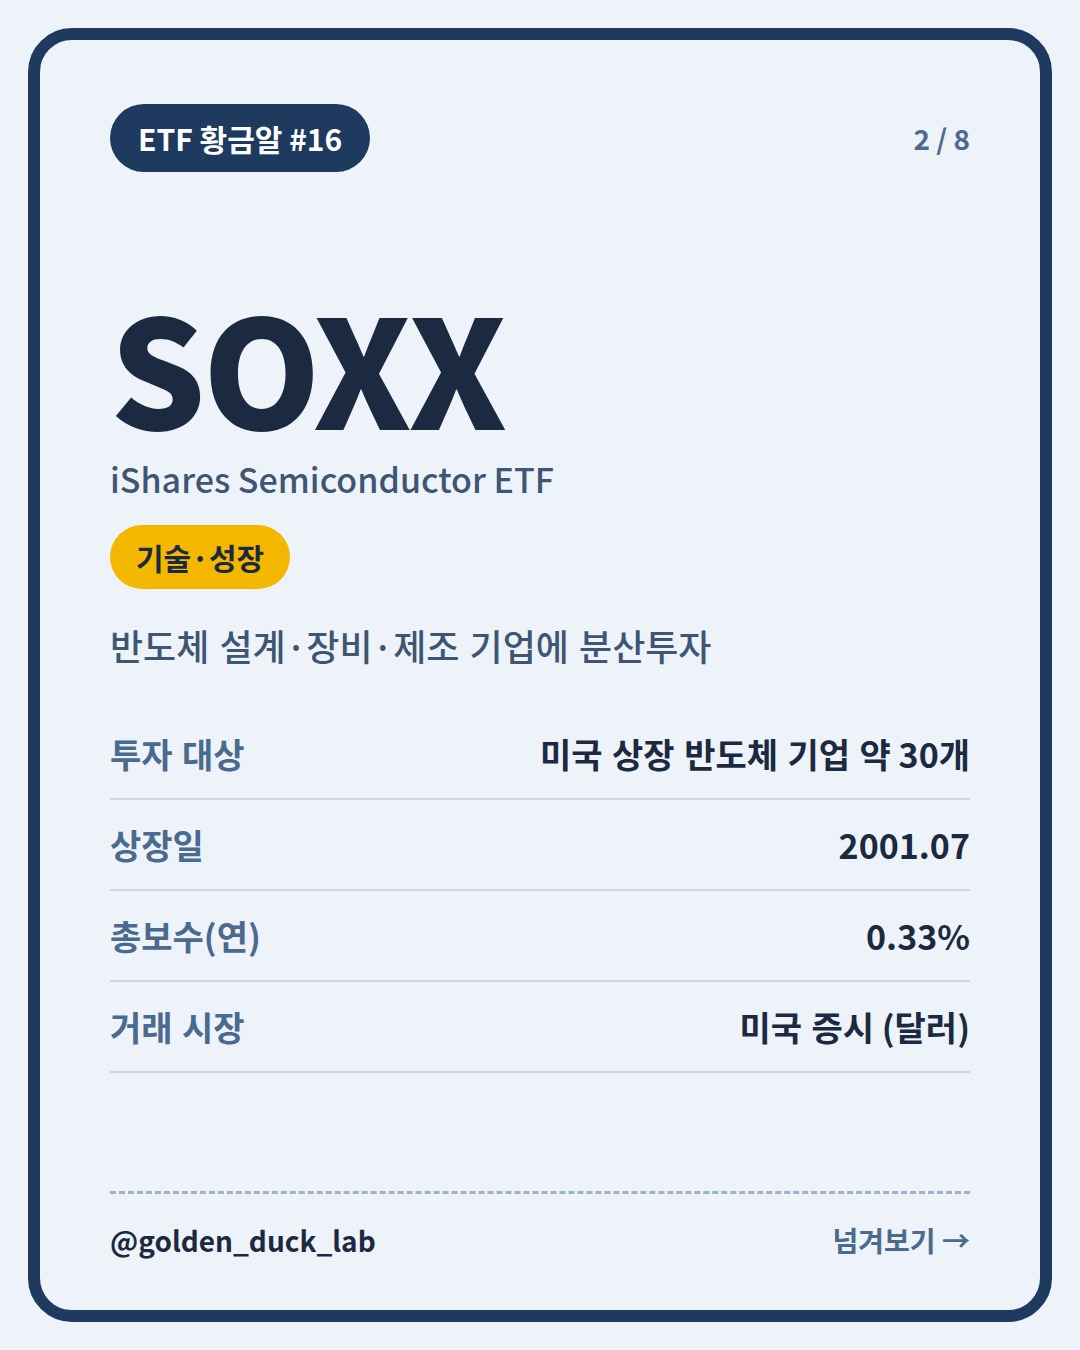 ETF 황금알 #16
2 / 8
SOXX
iShares Semiconductor ETF
기술·성장
반도체 설계·장비·제조 기업에 분산투자
투자 대상 미국 상장 반도체 기업 약 30개
상장일 2001.07
총보수(연) 0.33%
거래 시장 미국 증시 (달러)
@golden_duck_lab
넘겨보기 →